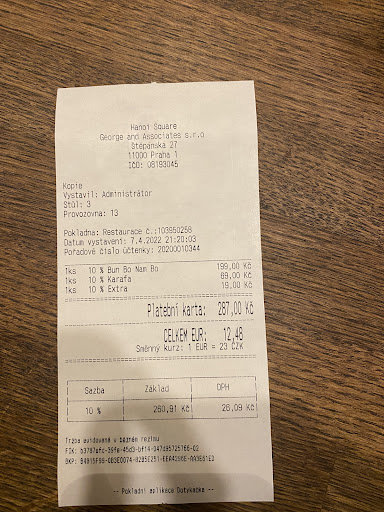 Hanoi Square
George and Associates s.r.o
Štěpánská 27
11000 Praha 1
IČO: 08193045
Kopie
Vystavil: Administrátor
Stůl: 3
Provozovna: 13
Pokladna: Restaurace č.:103950258
Datum vystavení: 7.4.2022 21:20:03
Pořadové číslo účtenky: 20200010344
1ks 10 % Bun Bo Nam Bo 199,00 Kč
1ks 10 % Karafa 69,00 Kč
1ks 10 % Extra 19,00 Kč
Platební karta: 287,00 Kč
CELKEM EUR: 12,48
Směnný kurz: 1 EUR = 23 CZK
Sazba Základ DPH
10 % 260,91 Kč 26,09 Kč
Tržba evidovaná v běžném režimu
FIK:
BKP:
-- Pokladní aplikace Dotykačka --